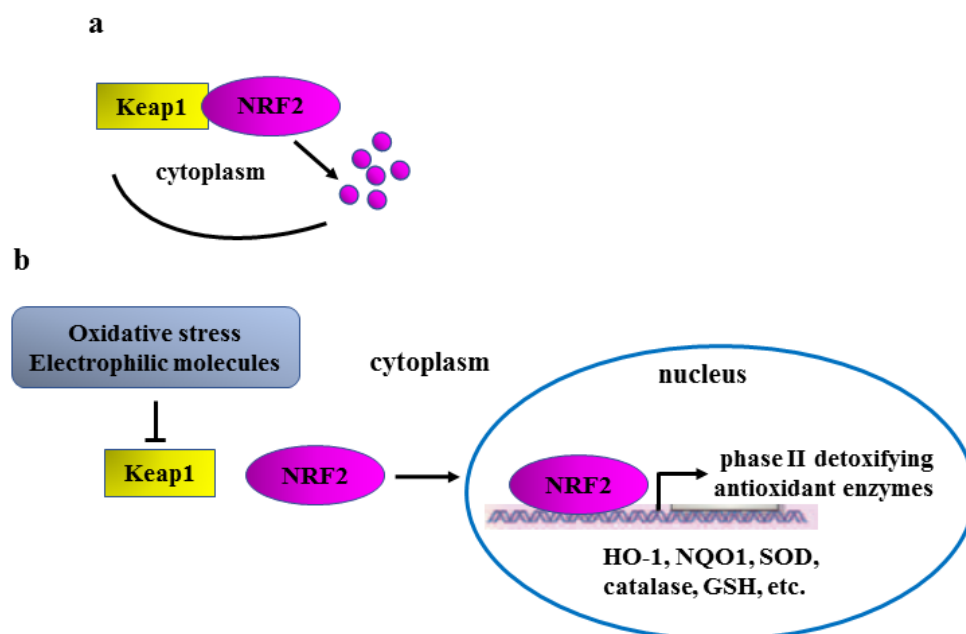 a
Keap1
NRF2
cytoplasm
b
Oxidative stress
Electrophilic molecules
cytoplasm
nucleus
Keap1
NRF2
NRF2
phase II detoxifying
antioxidant enzymes
HO-1, NQO1, SOD,
catalase, GSH, etc.